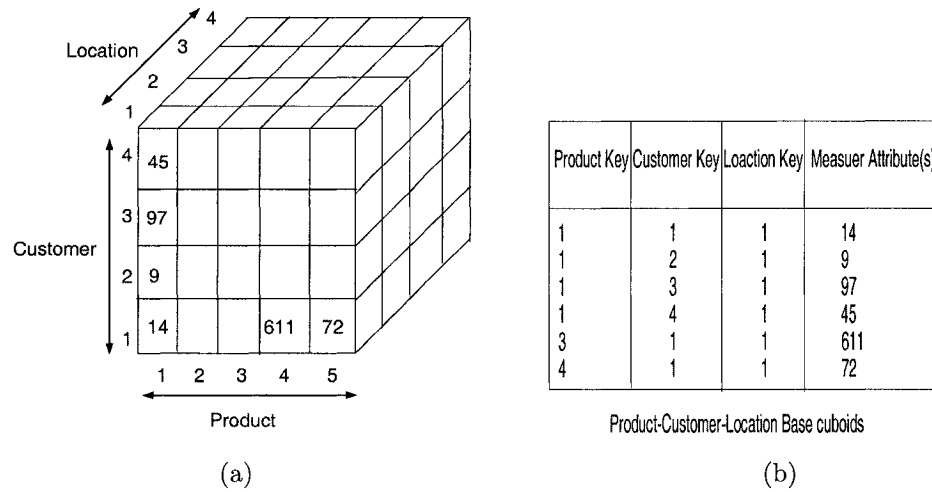 4
Location
3
2
1
4 45
3 97
Customer
2 9
1 14 611 72
1 2 3 4 5
Product
(a)
Product Key Customer Key Loaction Key Measuer Attribute(s)
1 1 1 14
1 2 1 9
1 3 1 97
1 4 1 45
3 1 1 611
4 1 1 72
Product-Customer-Location Base cuboids
(b)